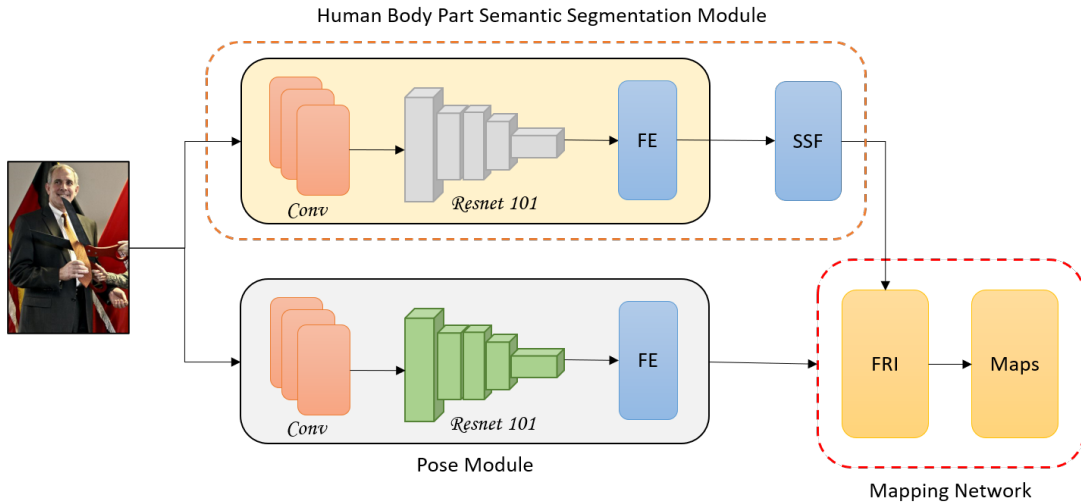 Human Body Part Semantic Segmentation Module
Conv
Resnet 101
FE
SSF
Conv
Resnet 101
FE
Pose Module
FRI
Maps
Mapping Network